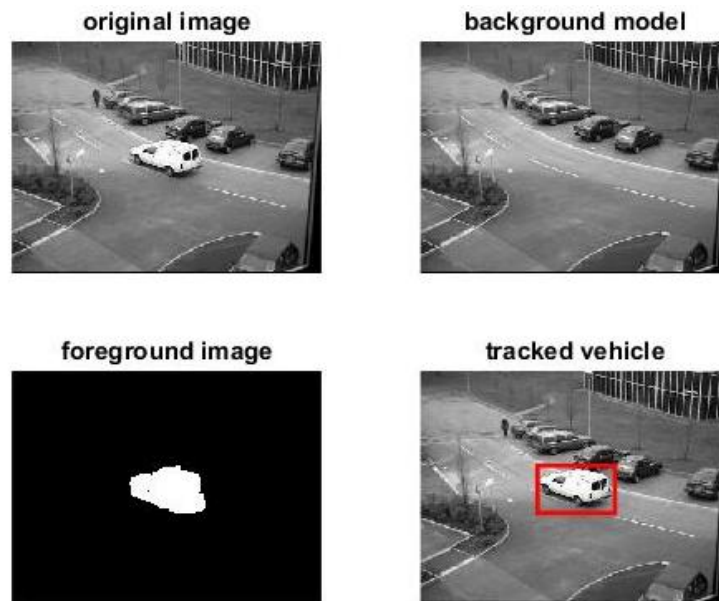 original image
background model
foreground image
tracked vehicle